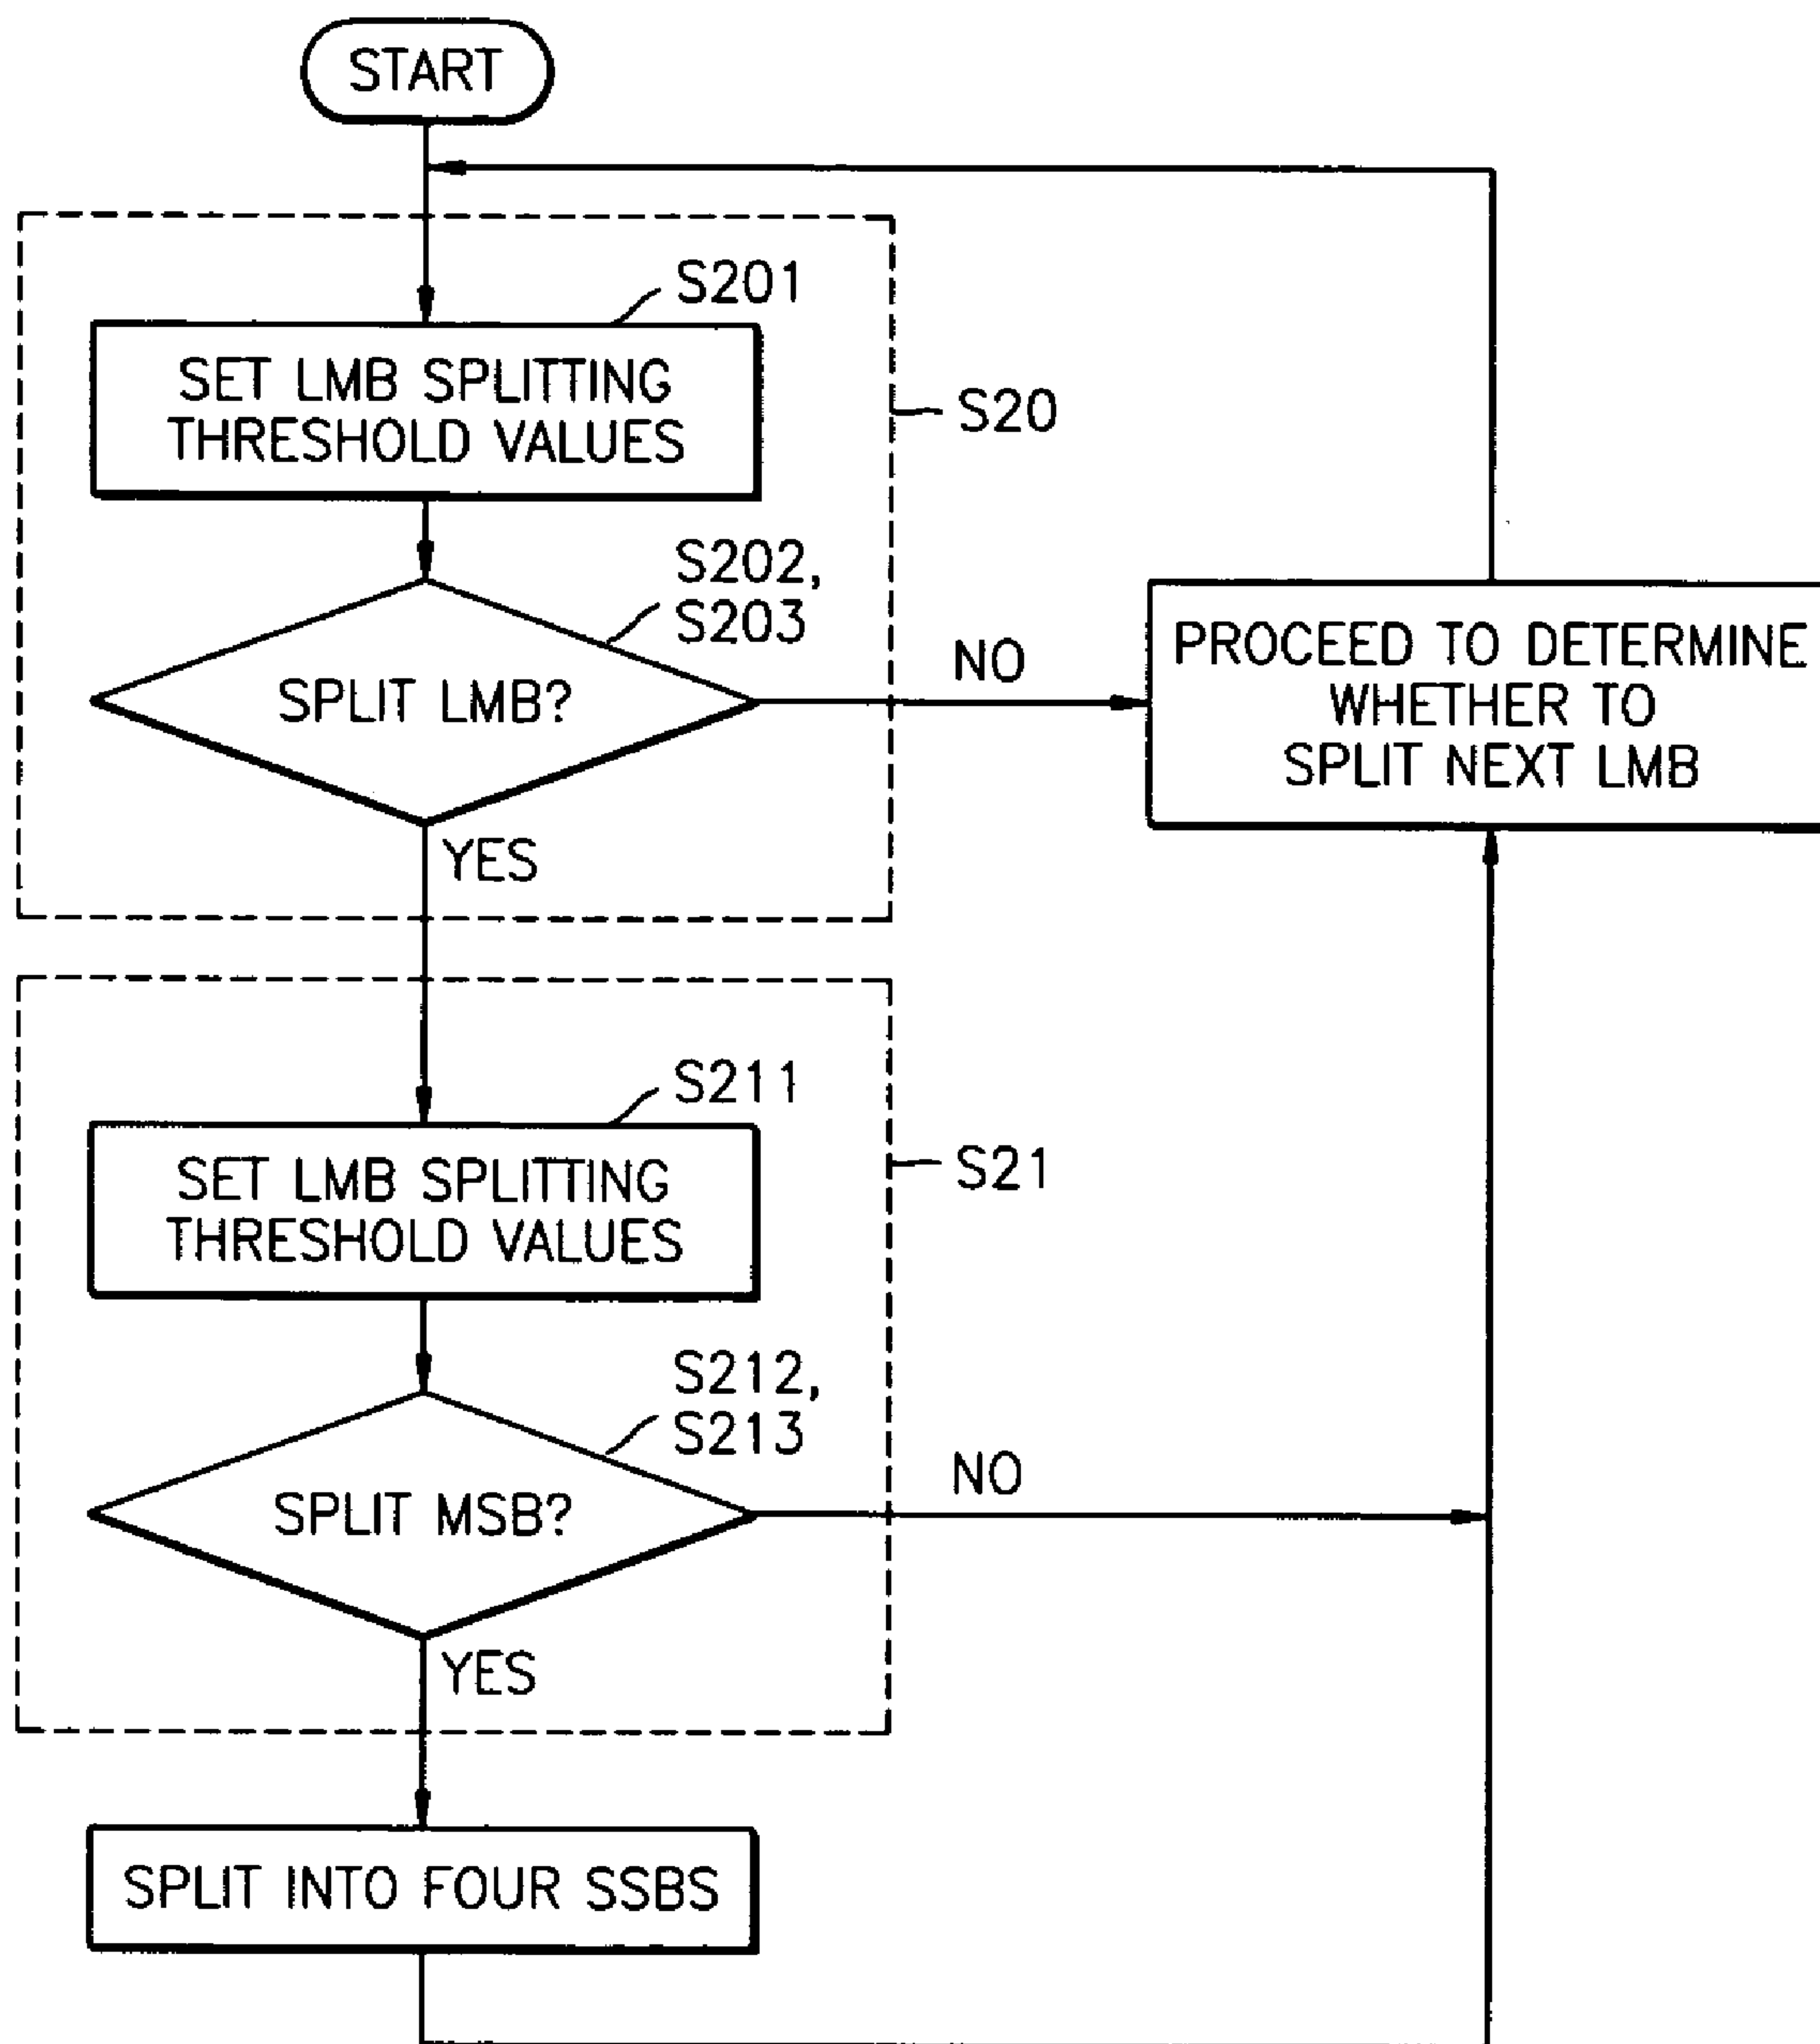 START
S201
SET LMB SPLITTING
THRESHOLD VALUES
S20
S202,
S203
SPLIT LMB?
NO
PROCEED TO DETERMINE
WHETHER TO
SPLIT NEXT LMB
YES
S211
SET LMB SPLITTING
THRESHOLD VALUES
S21
S212,
S213
SPLIT MSB?
NO
YES
SPLIT INTO FOUR SSBS